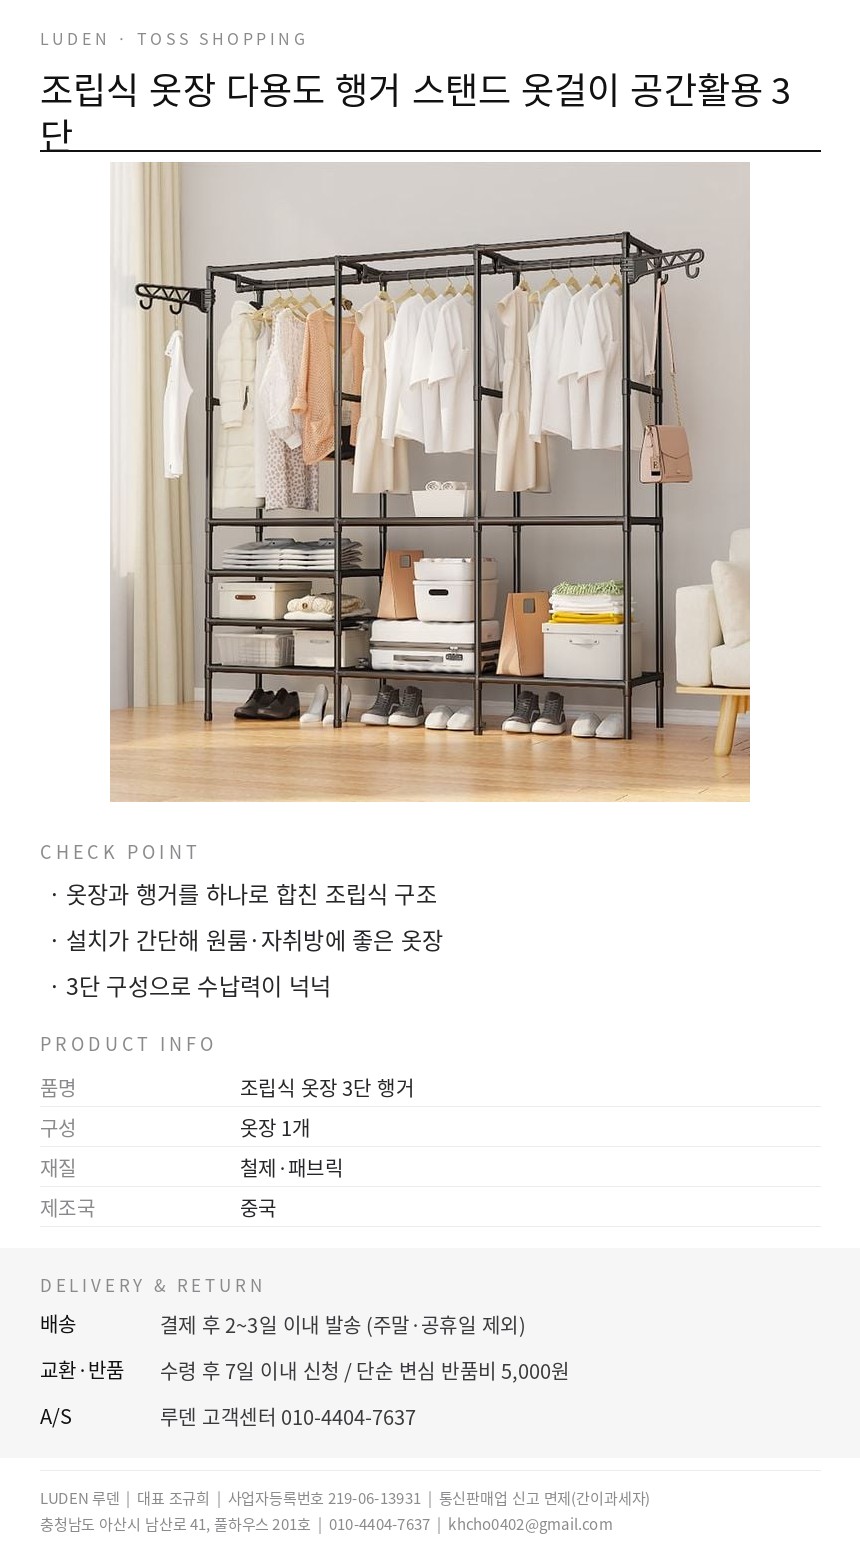 LUDEN · TOSS SHOPPING
조립식 옷장 다용도 행거 스탠드 옷걸이 공간활용 3
단
CHECK POINT
· 옷장과 행거를 하나로 합친 조립식 구조
· 설치가 간단해 원룸·자취방에 좋은 옷장
· 3단 구성으로 수납력이 넉넉
PRODUCT INFO
품명 조립식 옷장 3단 행거
구성 옷장 1개
재질 철제·패브릭
제조국 중국
DELIVERY & RETURN
배송 결제 후 2~3일 이내 발송 (주말·공휴일 제외)
교환·반품 수령 후 7일 이내 신청 / 단순 변심 반품비 5,000원
A/S 루덴 고객센터 010-4404-7637
LUDEN 루덴 | 대표 조규희 | 사업자등록번호 219-06-13931 | 통신판매업 신고 면제(간이과세자)
충청남도 아산시 남산로 41, 풀하우스 201호 | 010-4404-7637 | khcho0402@gmail.com